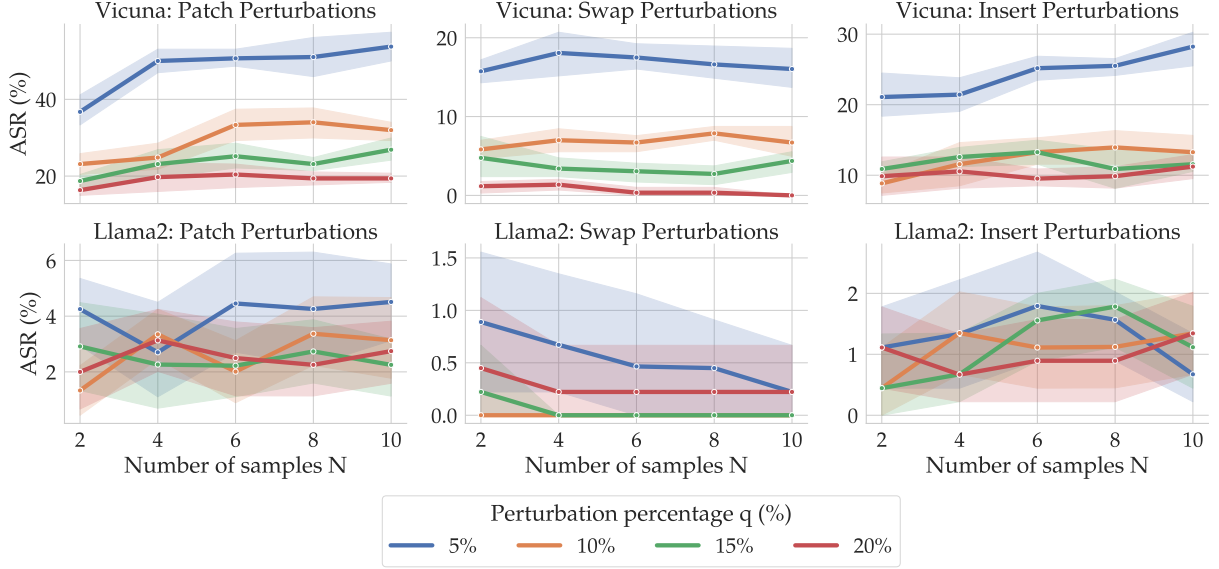 Vicuna: Patch Perturbations
Vicuna: Swap Perturbations
Vicuna: Insert Perturbations
ASR (%)
40
20
20
10
0
30
20
10
Llama2: Patch Perturbations
Llama2: Swap Perturbations
Llama2: Insert Perturbations
ASR (%)
6
4
2
1.5
1.0
0.5
0.0
2
1
0
2 4 6 8 10
2 4 6 8 10
2 4 6 8 10
Number of samples N
Number of samples N
Number of samples N
Perturbation percentage q (%)
5% 10% 15% 20%